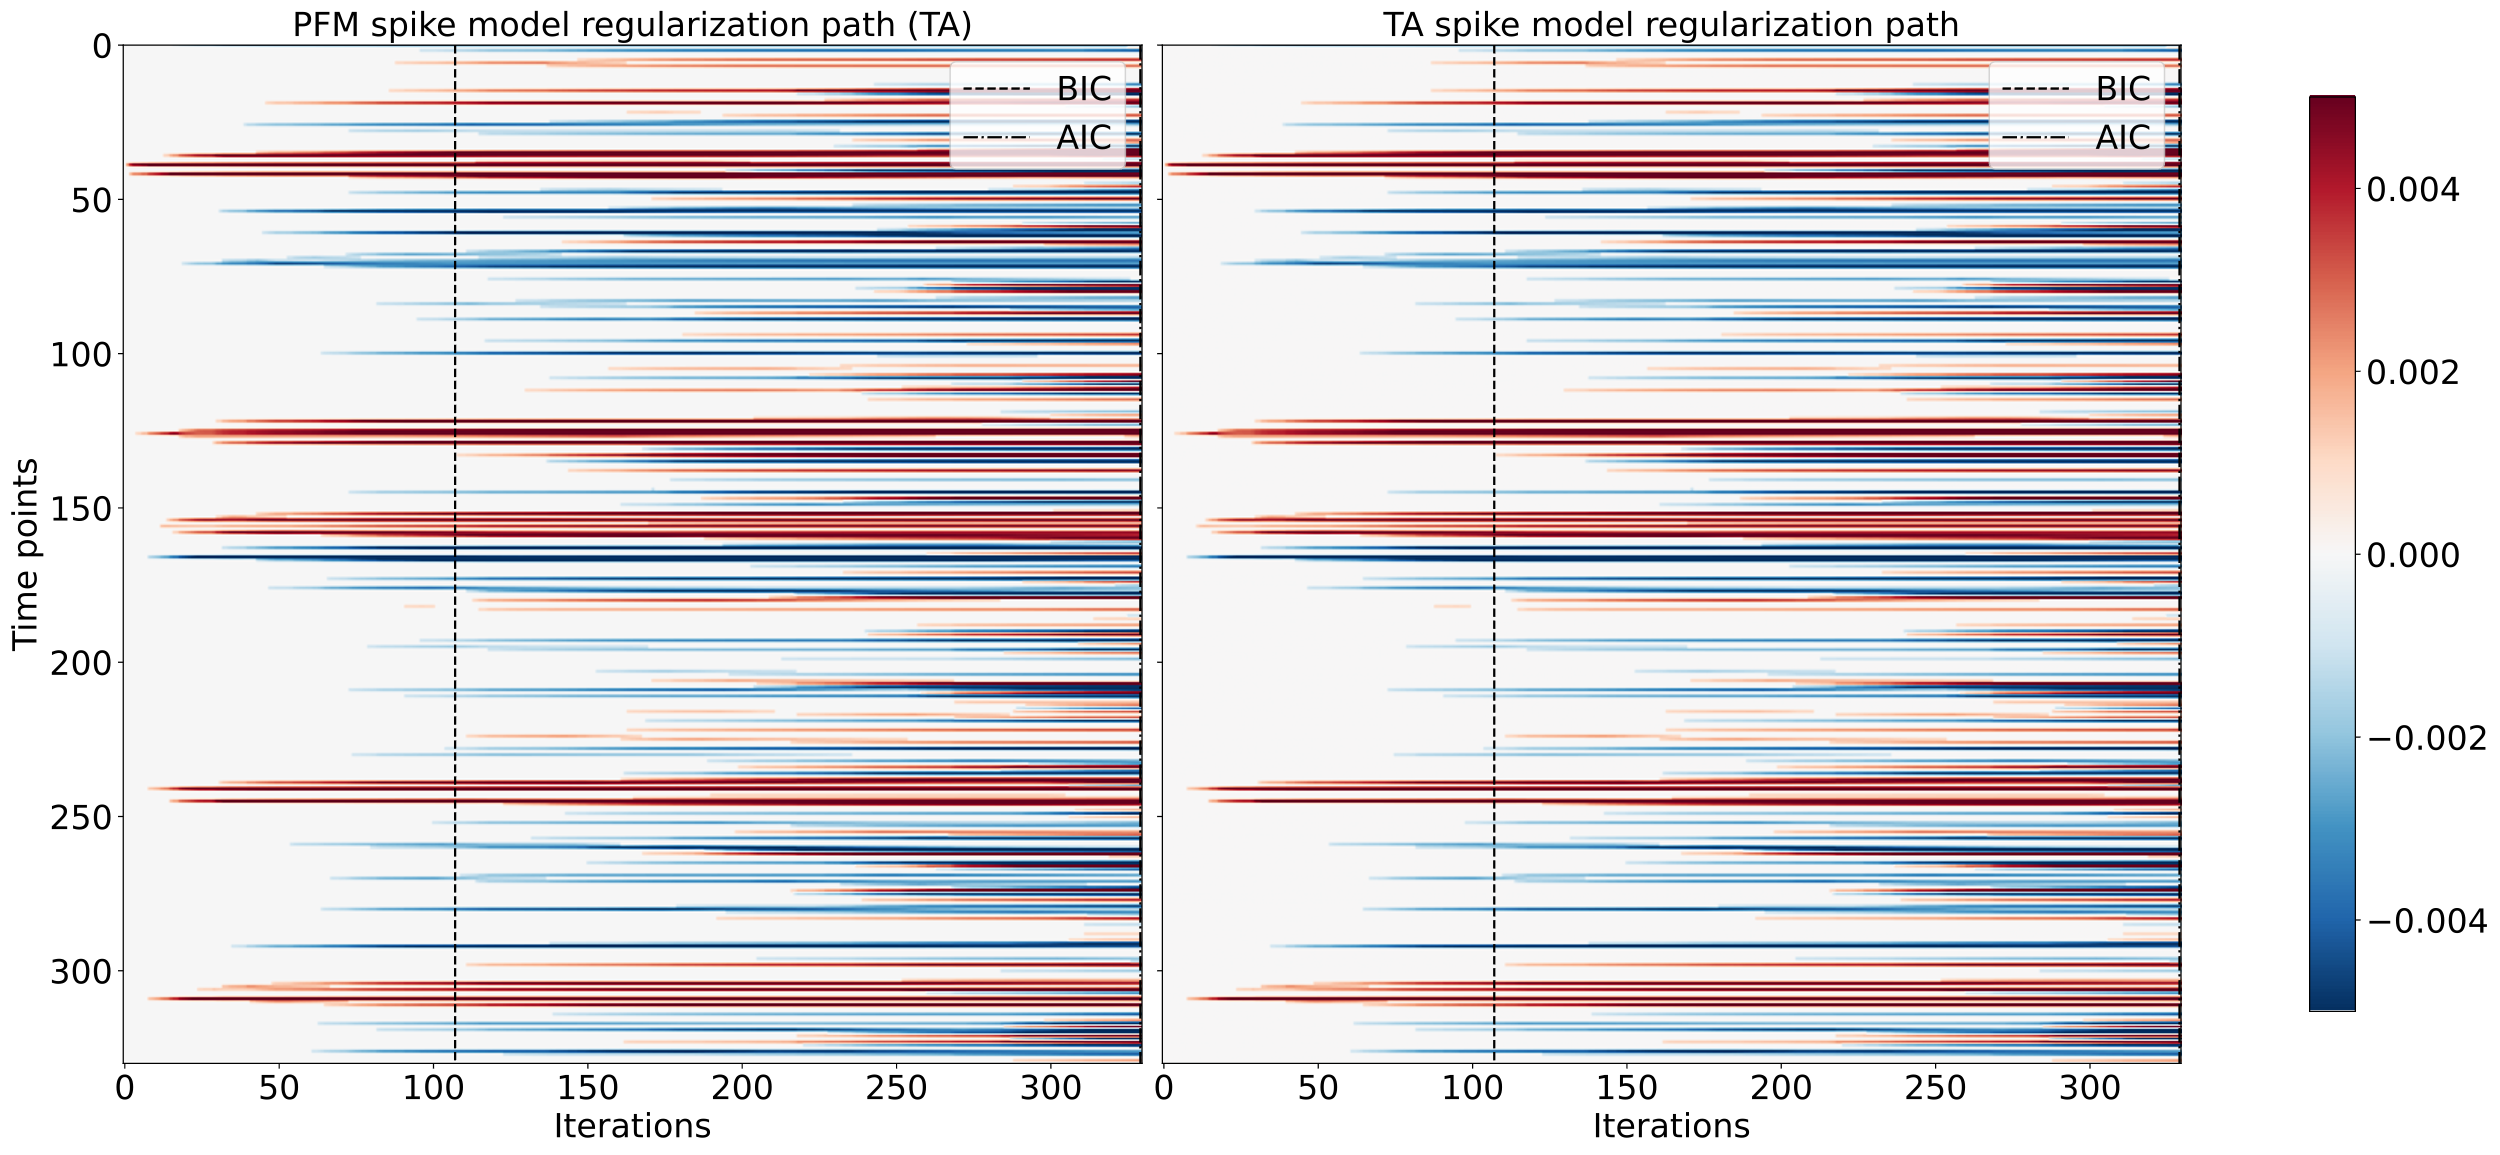 PFM spike model regularization path (TA)
TA spike model regularization path
Time points
0
50
100
150
200
250
300
BIC
AIC
BIC
AIC
0 50 100 150 200 250 300
0 50 100 150 200 250 300
Iterations
Iterations
0.004
0.002
0.000
−0.002
−0.004